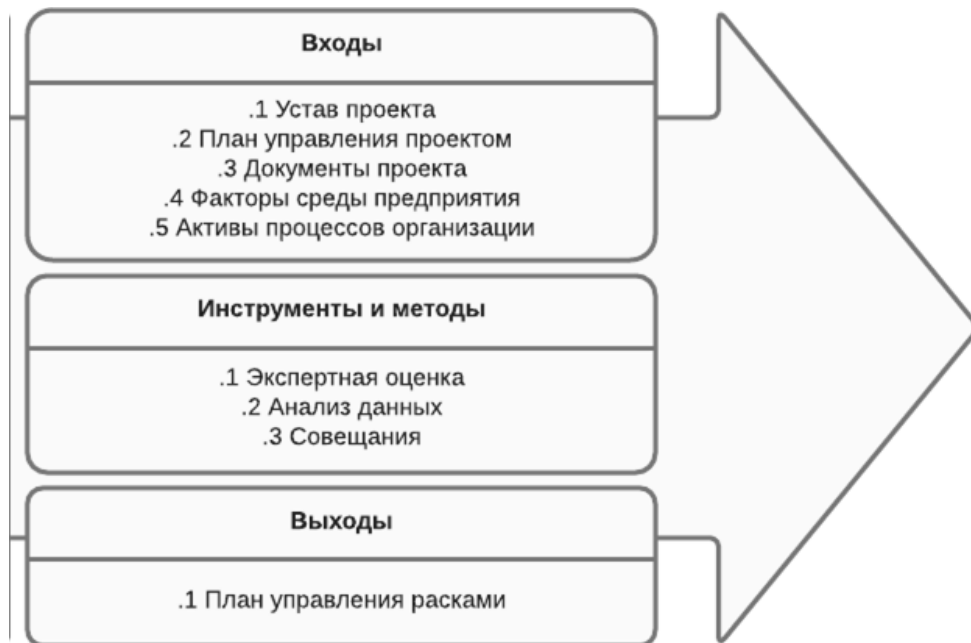 Входы
.1 Устав проекта
.2 План управления проектом
.3 Документы проекта
.4 Факторы среды предприятия
.5 Активы процессов организации
Инструменты и методы
.1 Экспертная оценка
.2 Анализ данных
.3 Совещания
Выходы
.1 План управления расками